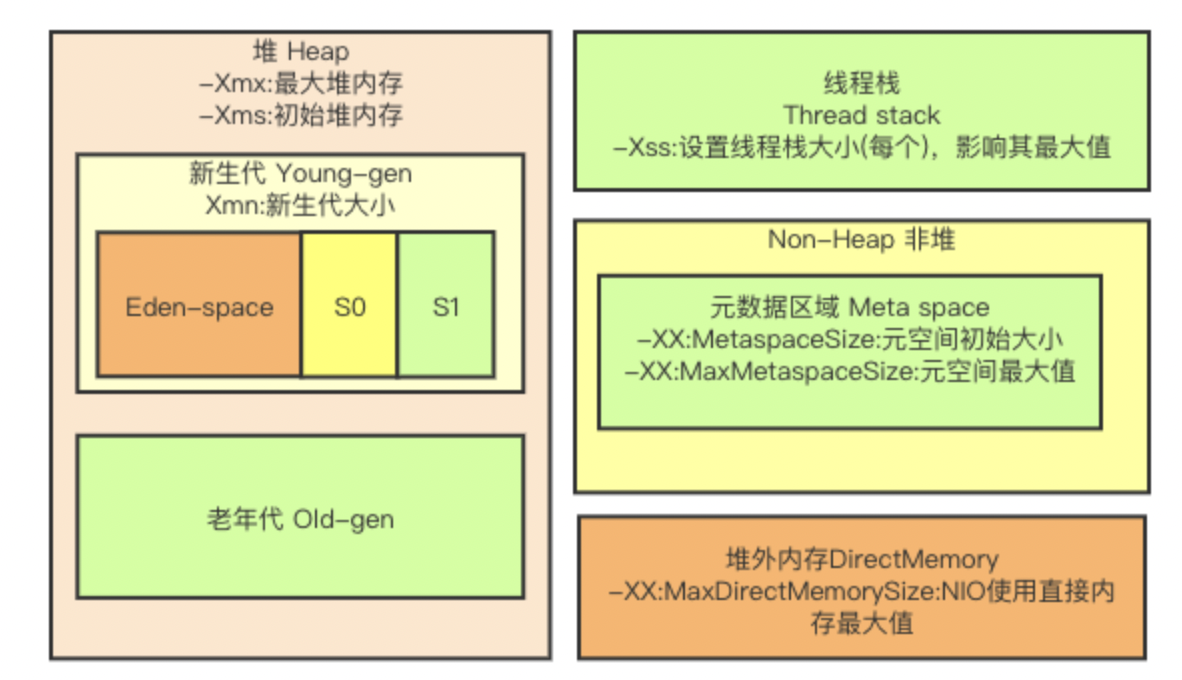 堆 Heap
-Xmx:最大堆内存
-Xms:初始堆内存
新生代 Young-gen
Xmn:新生代大小
Eden-space
S0
S1
老年代 Old-gen
线程栈
Thread stack
-Xss:设置线程栈大小(每个)，影响其最大值
Non-Heap 非堆
元数据区域 Meta space
-XX:MetaspaceSize:元空间初始大小
-XX:MaxMetaspaceSize:元空间最大值
堆外内存DirectMemory
-XX:MaxDirectMemorySize:NIO使用直接内
存最大值